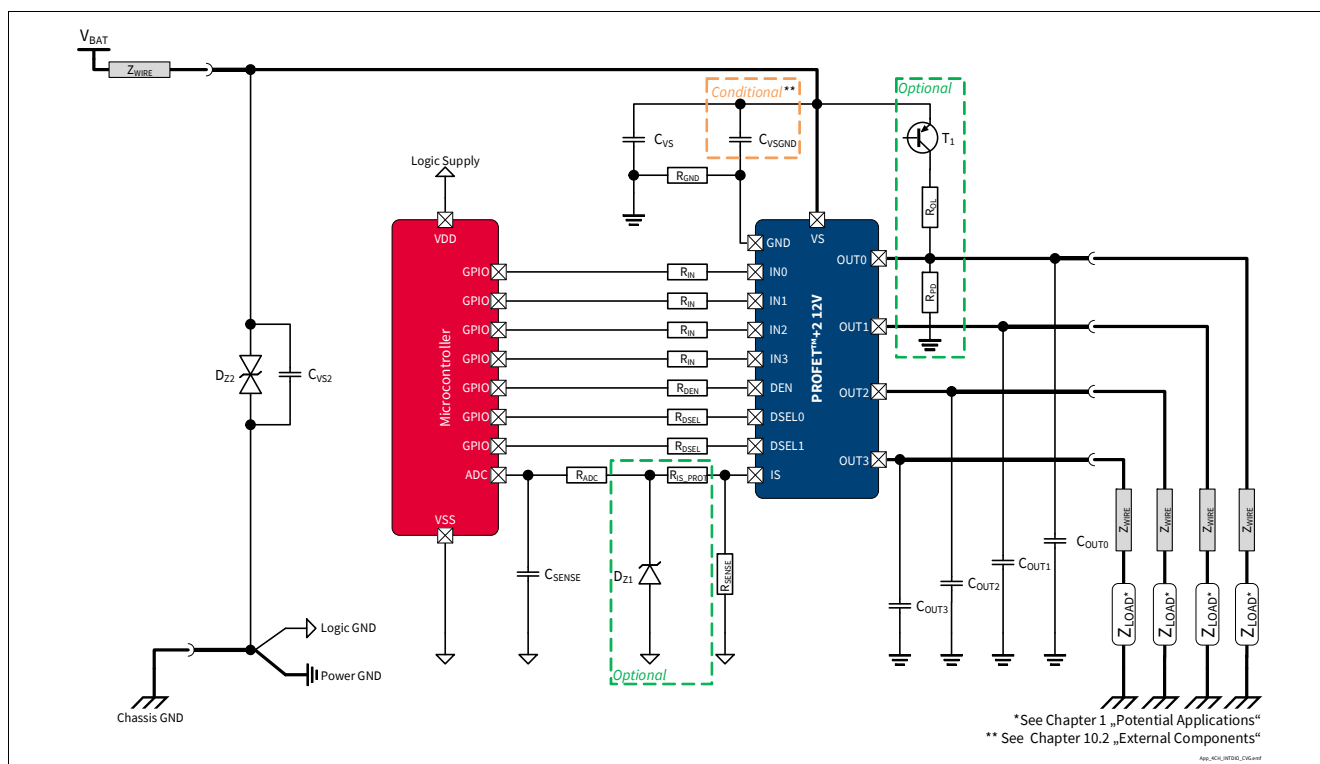 VBAT
ZWIRE
Conditional**
Optional
CVS
CVSGND
T1
Logic Supply
RGND
ROL
VDD
VS
GND
OUT0
GPIO
RIN
IN0
RPD
GPIO
RIN
IN1
OUT1
GPIO
RIN
IN2
GPIO
RIN
IN3
Microcontroller
PROFET™+2 12V
DZ2
CVS2
GPIO
RDEN
DEN
OUT2
GPIO
RDSEL
DSEL0
GPIO
RDSEL
DSEL1
OUT3
ADC
RADC
RIS_PROT
IS
VSS
ZWIRE
ZWIRE
ZWIRE
ZWIRE
COUT0
COUT1
CSENSE
DZ1
RSENSE
COUT2
COUT3
ZLOAD*
ZLOAD*
ZLOAD*
ZLOAD*
Logic GND
Power GND
Optional
Chassis GND
*See Chapter 1 „Potential Applications“
** See Chapter 10.2 „External Components“
App_4CH_INTDIO_CVG.emf